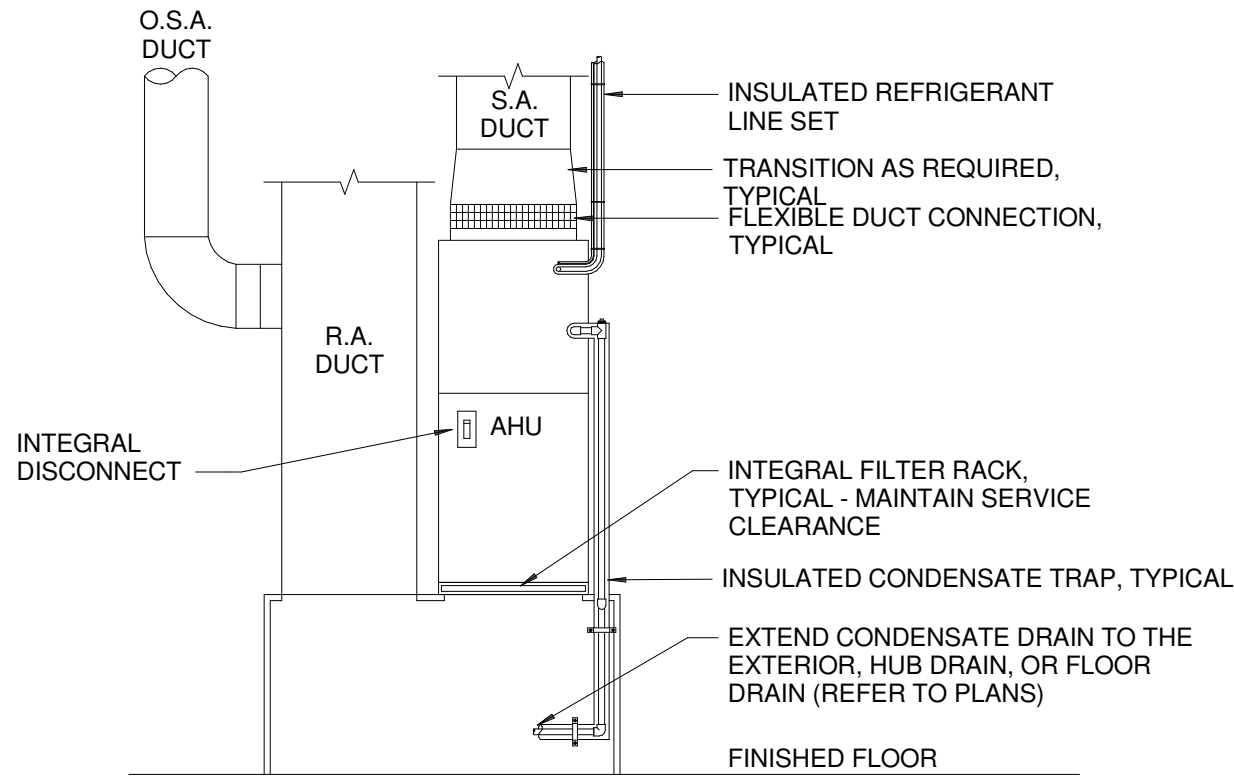 O.S.A.
DUCT
S.A.
DUCT
INSULATED REFRIGERANT
LINE SET
TRANSITION AS REQUIRED,
TYPICAL
FLEXIBLE DUCT CONNECTION,
TYPICAL
R.A.
DUCT
INTEGRAL
DISCONNECT
AHU
INTEGRAL FILTER RACK,
TYPICAL - MAINTAIN SERVICE
CLEARANCE
INSULATED CONDENSATE TRAP, TYPICAL
EXTEND CONDENSATE DRAIN TO THE
EXTERIOR, HUB DRAIN, OR FLOOR
DRAIN (REFER TO PLANS)
FINISHED FLOOR